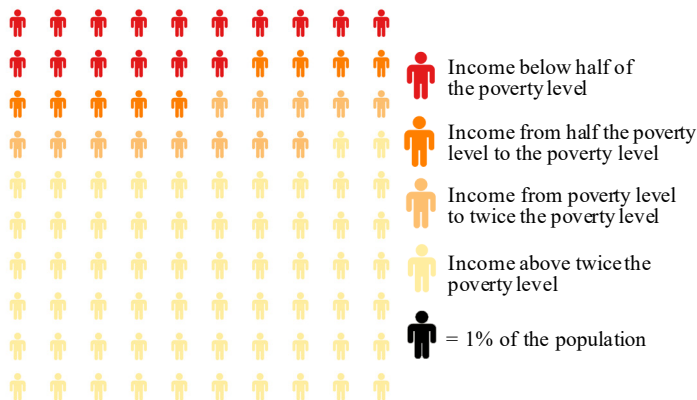 Income below half of
the poverty level
Income from half the poverty
level to the poverty level
Income from poverty level
to twice the poverty level
Income above twice the
poverty level
= 1% of the population